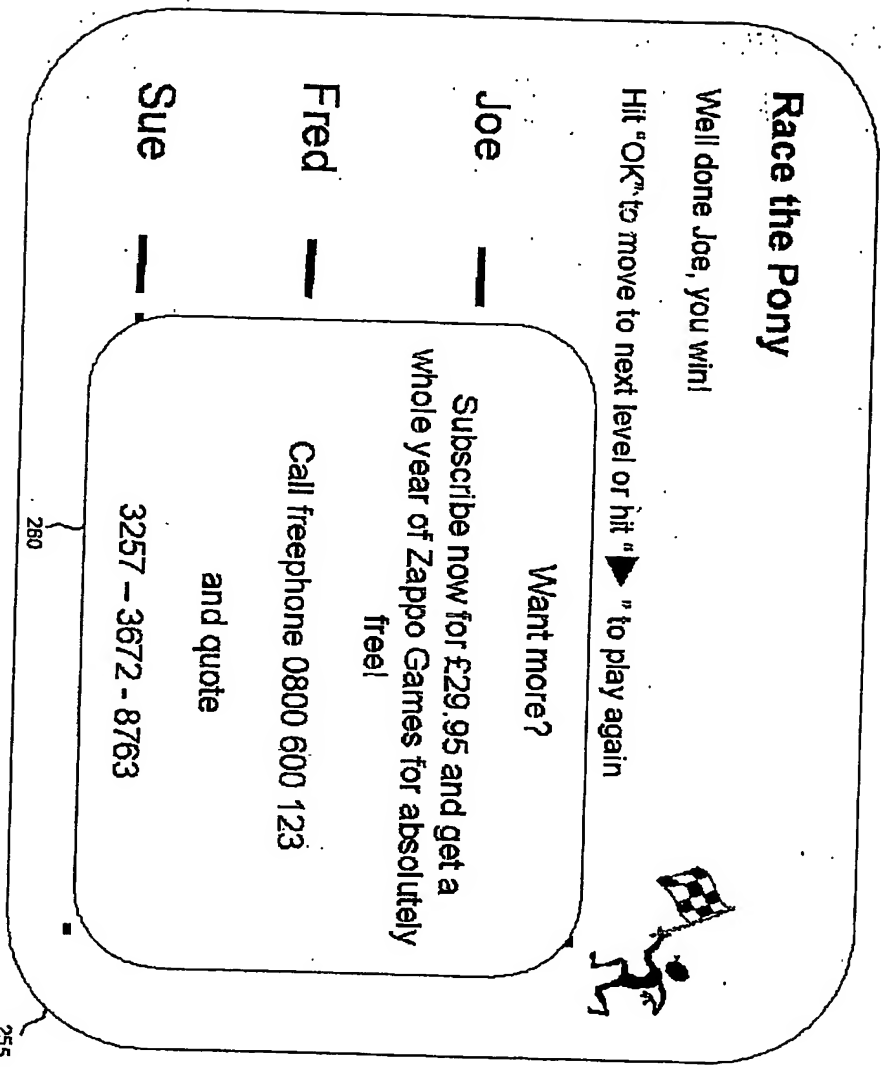 Race the Pony
Well done Joe, you win!
Hit "OK" to move to next level or hit " " to play again
Joe
Fred
Sue
Want more?
Subscribe now for £29.95 and get a
whole year of Zappo Games for absolutely
free!
Call freephone 0800 600 123
and quote
3257 – 3672 - 8763
260
255